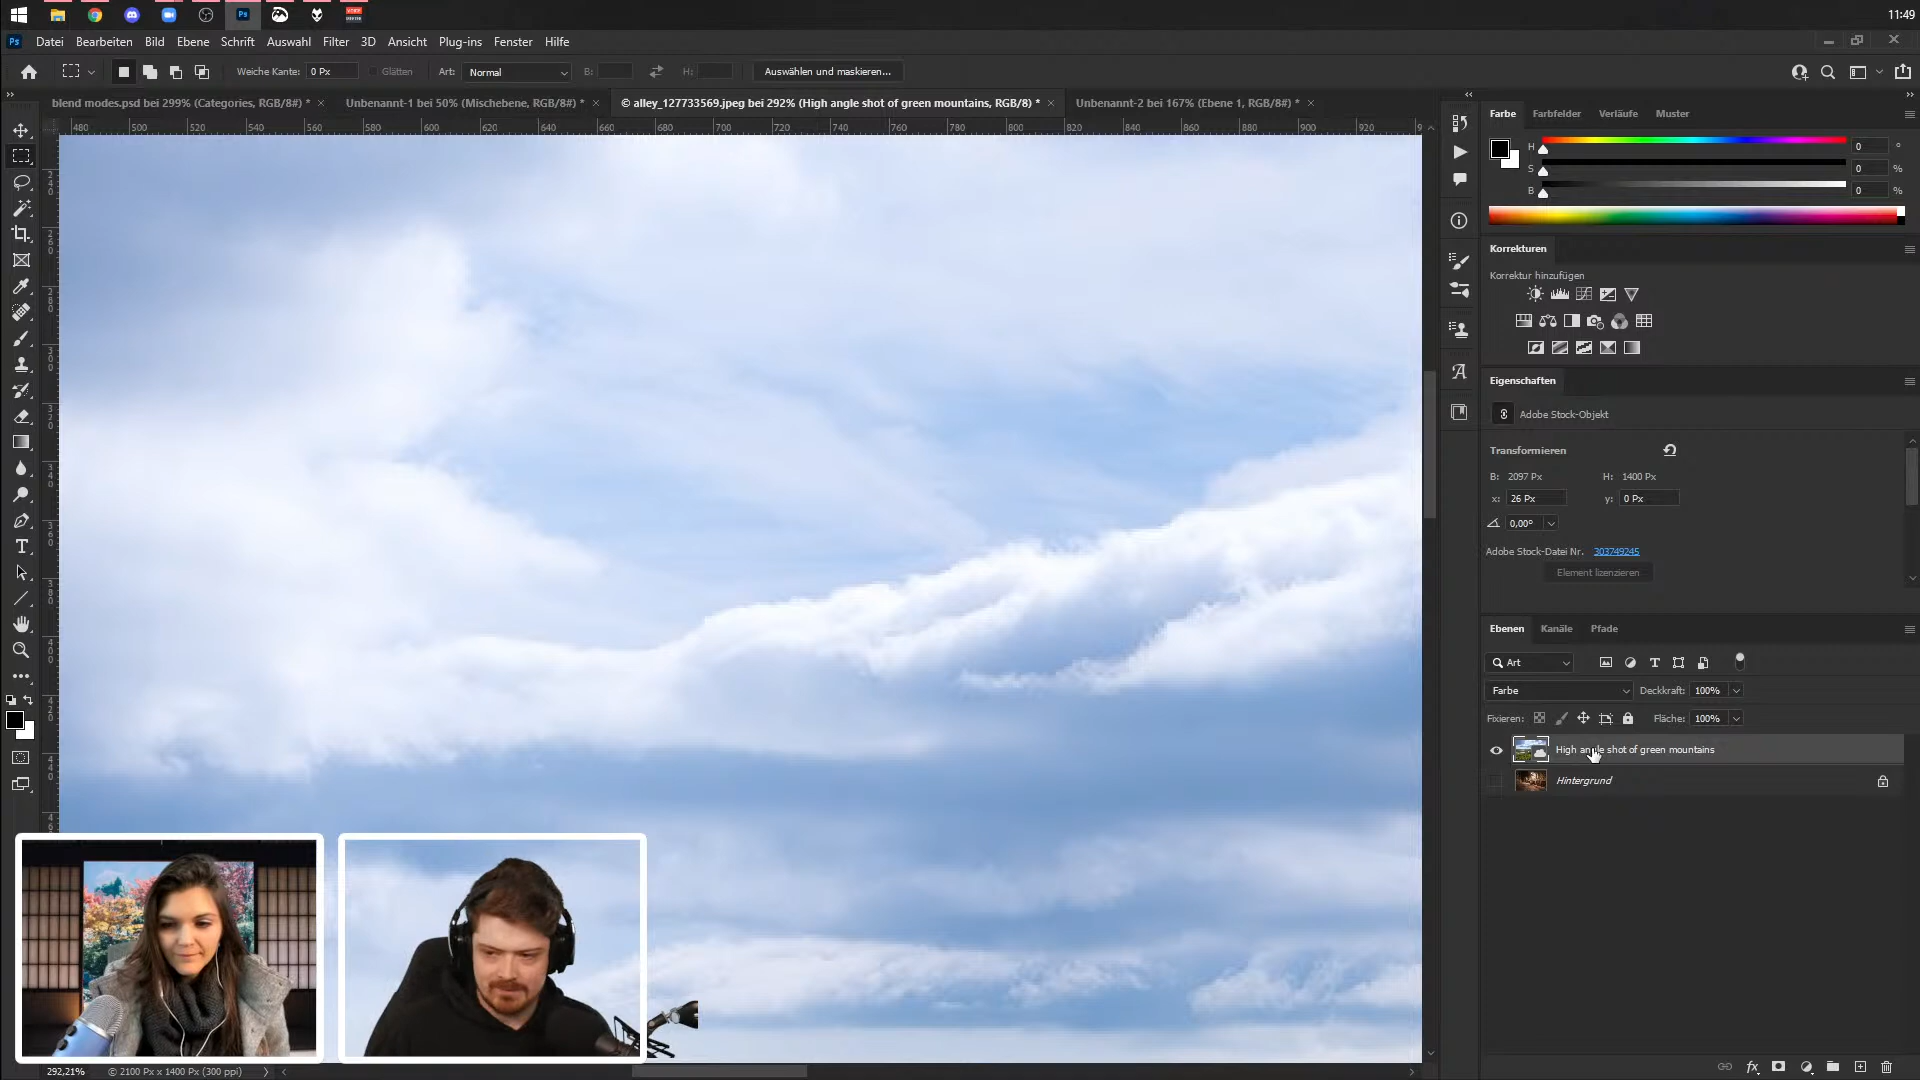 11:49
Ps Datei Bearbeiten Bild Ebene Schrift Auswahl Filter 3D Ansicht Plug-ins Fenster Hilfe
Weiche Kante: 0 Px Glätten Art: Normal B: H: Auswählen und maskieren...
blend modes.psd bei 299% (Categories, RGB/8#) * × Unbenannt-1 bei 50% (Mischebene, RGB/8#) * × © alley_127733569.jpeg bei 292% (High angle shot of green mountains, RGB/8) * × Unbenannt-2 bei 167% (Ebene 1, RGB/8#) * ×
480 500 520 540 560 580 600 620 640 660 680 700 720 740 760 780 800 820 840 860 880 900 920
Farbe Farbfelder Verläufe Muster
H 0 °
S 0 %
B 0 %
Korrekturen
Korrektur hinzufügen
Eigenschaften
Adobe Stock-Objekt
Transformieren
B: 2097 Px H: 1400 Px
x: 26 Px y: 0 Px
0,00°
Adobe Stock-Datei Nr. 303749245
Element lizenzieren
Ebenen Kanäle Pfade
Art
Farbe Deckkraft: 100%
Fixieren: Fläche: 100%
High angle shot of green mountains
Hintergrund
292,21% © 2100 Px x 1400 Px (300 ppi)